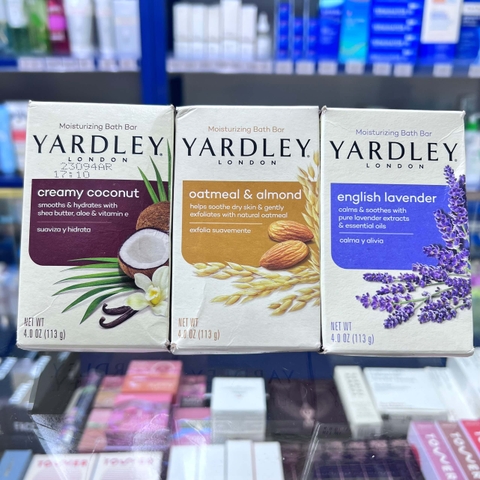 Moisturizing Bath Bar
YARDLEY
LONDON
23094AR
17:10
creamy coconut
smooths & hydrates with
shea butter, aloe & vitamin e
suaviza y hidrata
NET WT
4.0 OZ (113 g)
Moisturizing Bath Bar
YARDLEY
LONDON
oatmeal & almond
helps soothe dry skin & gently
exfoliates with natural oatmeal
exfolia suavemente
NET WT
4.0 OZ (113 g)
Moisturizing Bath Bar
YARDLEY
LONDON
english lavender
calms & soothes with
pure lavender extracts
& essential oils
calma y alivia
NET WT
4.0 OZ (113 g)